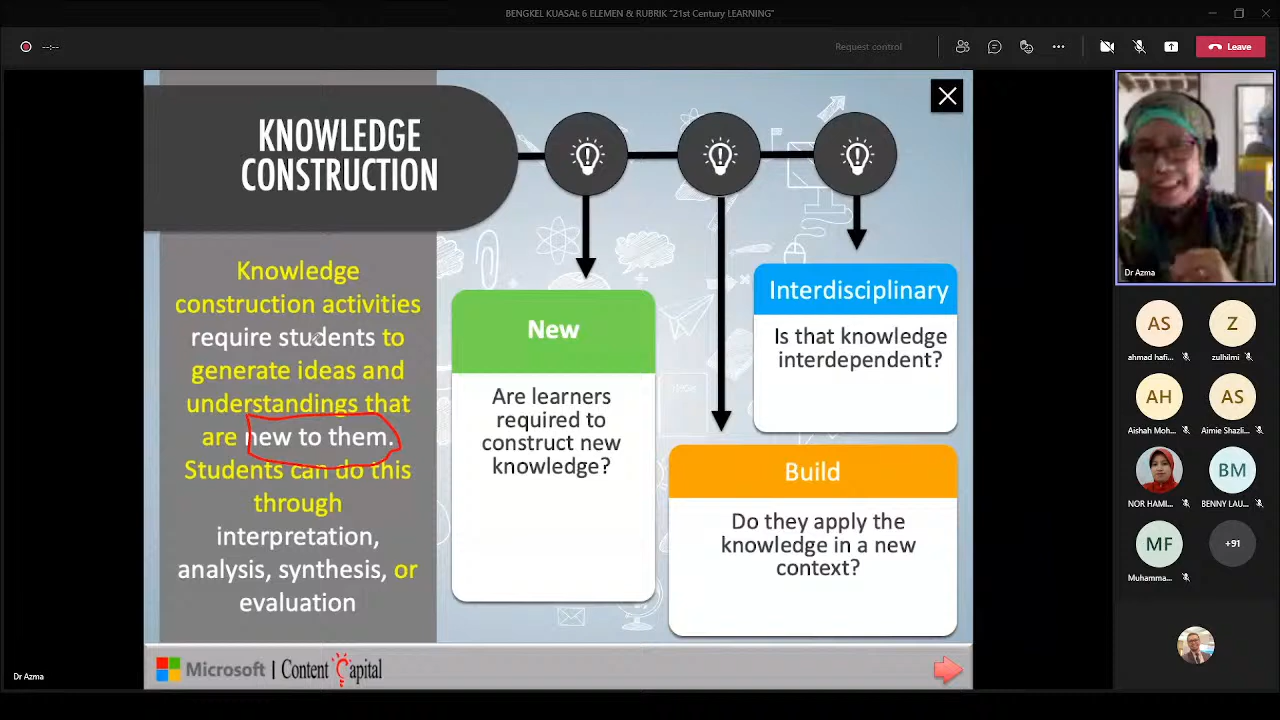 BENGKEL KUASAI: 6 ELEMEN & RUBRIK "21st Century LEARNING"
--:--
Request control
Leave
KNOWLEDGE
CONSTRUCTION
Knowledge
construction activities
require students to
generate ideas and
understandings that
are new to them.
Students can do this
through
interpretation,
analysis, synthesis, or
evaluation
New
Are learners
required to
construct new
knowledge?
Interdisciplinary
Is that knowledge
interdependent?
Build
Do they apply the
knowledge in a new
context?
Microsoft | Content Capital
Dr Azma
Dr Azma
AS
Z
ahmad hafi...
zulhilmi
AH
AS
Aishah Moh...
Aimie Shazli...
BM
NOR HAMI...
BENNY LAU...
MF
+91
Muhamma...